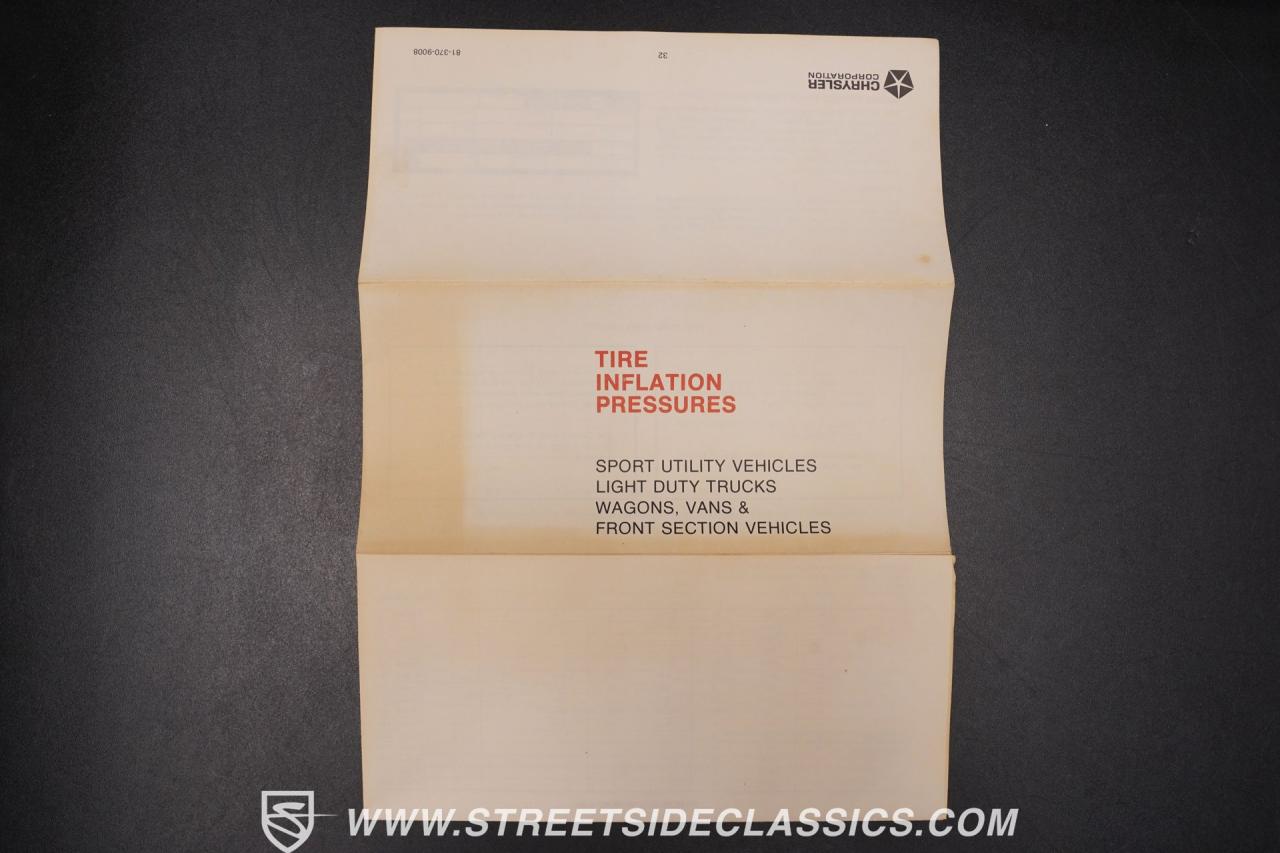 81-370-9008
32
CHRYSLER
CORPORATION
TIRE
INFLATION
PRESSURES
SPORT UTILITY VEHICLES
LIGHT DUTY TRUCKS
WAGONS, VANS &
FRONT SECTION VEHICLES
WWW.STREETSIDECLASSICS.COM